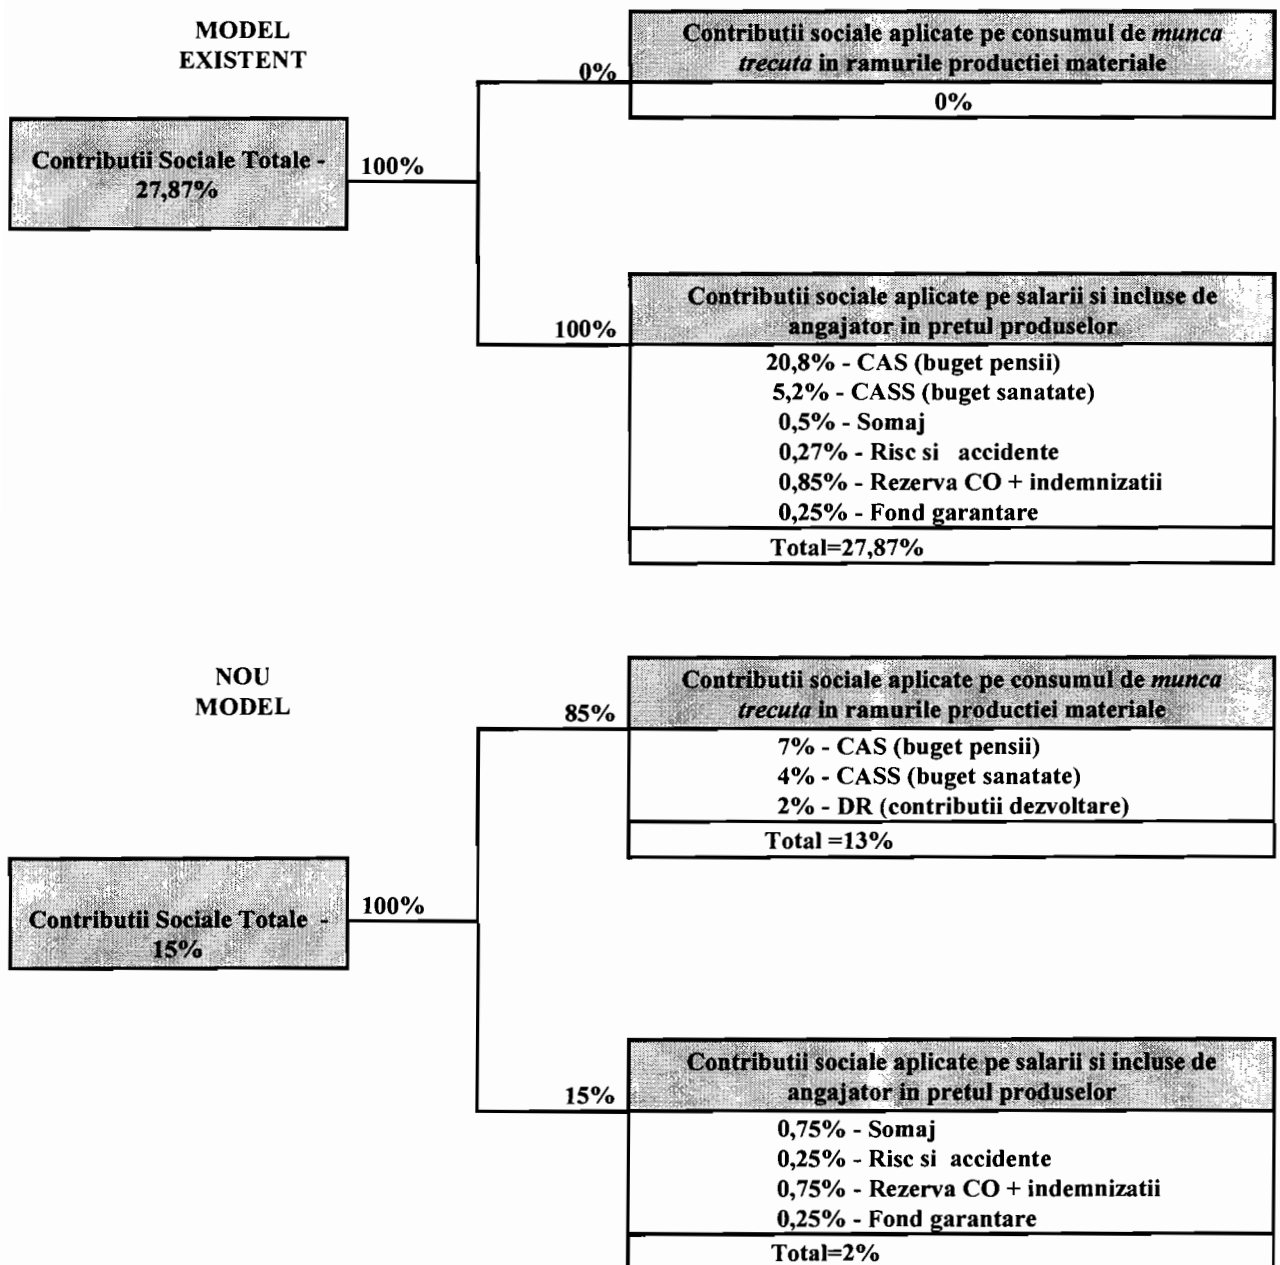 MODEL
EXISTENT
Contributii Sociale Totale -
27,87%
100%
0%
Contributii sociale aplicate pe consumul de munca
trecuta in ramurile productiei materiale
0%
100%
Contributii sociale aplicate pe salarii si incluse de
angajator in pretul produselor
20,8% - CAS (buget pensii)
5,2% - CASS (buget sanatate)
0,5% - Somaj
0,27% - Risc si accidente
0,85% - Rezerva CO + indemnizatii
0,25% - Fond garantare
Total=27,87%
NOU
MODEL
Contributii Sociale Totale -
15%
100%
85%
Contributii sociale aplicate pe consumul de munca
trecuta in ramurile productiei materiale
7% - CAS (buget pensii)
4% - CASS (buget sanatate)
2% - DR (contributii dezvoltare)
Total =13%
15%
Contributii sociale aplicate pe salarii si incluse de
angajator in pretul produselor
0,75% - Somaj
0,25% - Risc si accidente
0,75% - Rezerva CO + indemnizatii
0,25% - Fond garantare
Total=2%